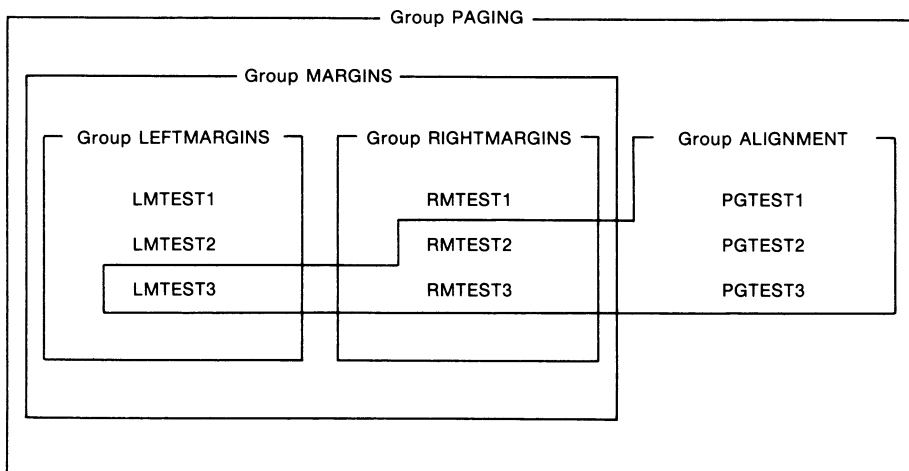 Group PAGING
Group MARGINS
Group LEFTMARGINS
Group RIGHTMARGINS
Group ALIGNMENT
LMTEST1
RMTEST1
PGTEST1
LMTEST2
RMTEST2
PGTEST2
LMTEST3
RMTEST3
PGTEST3